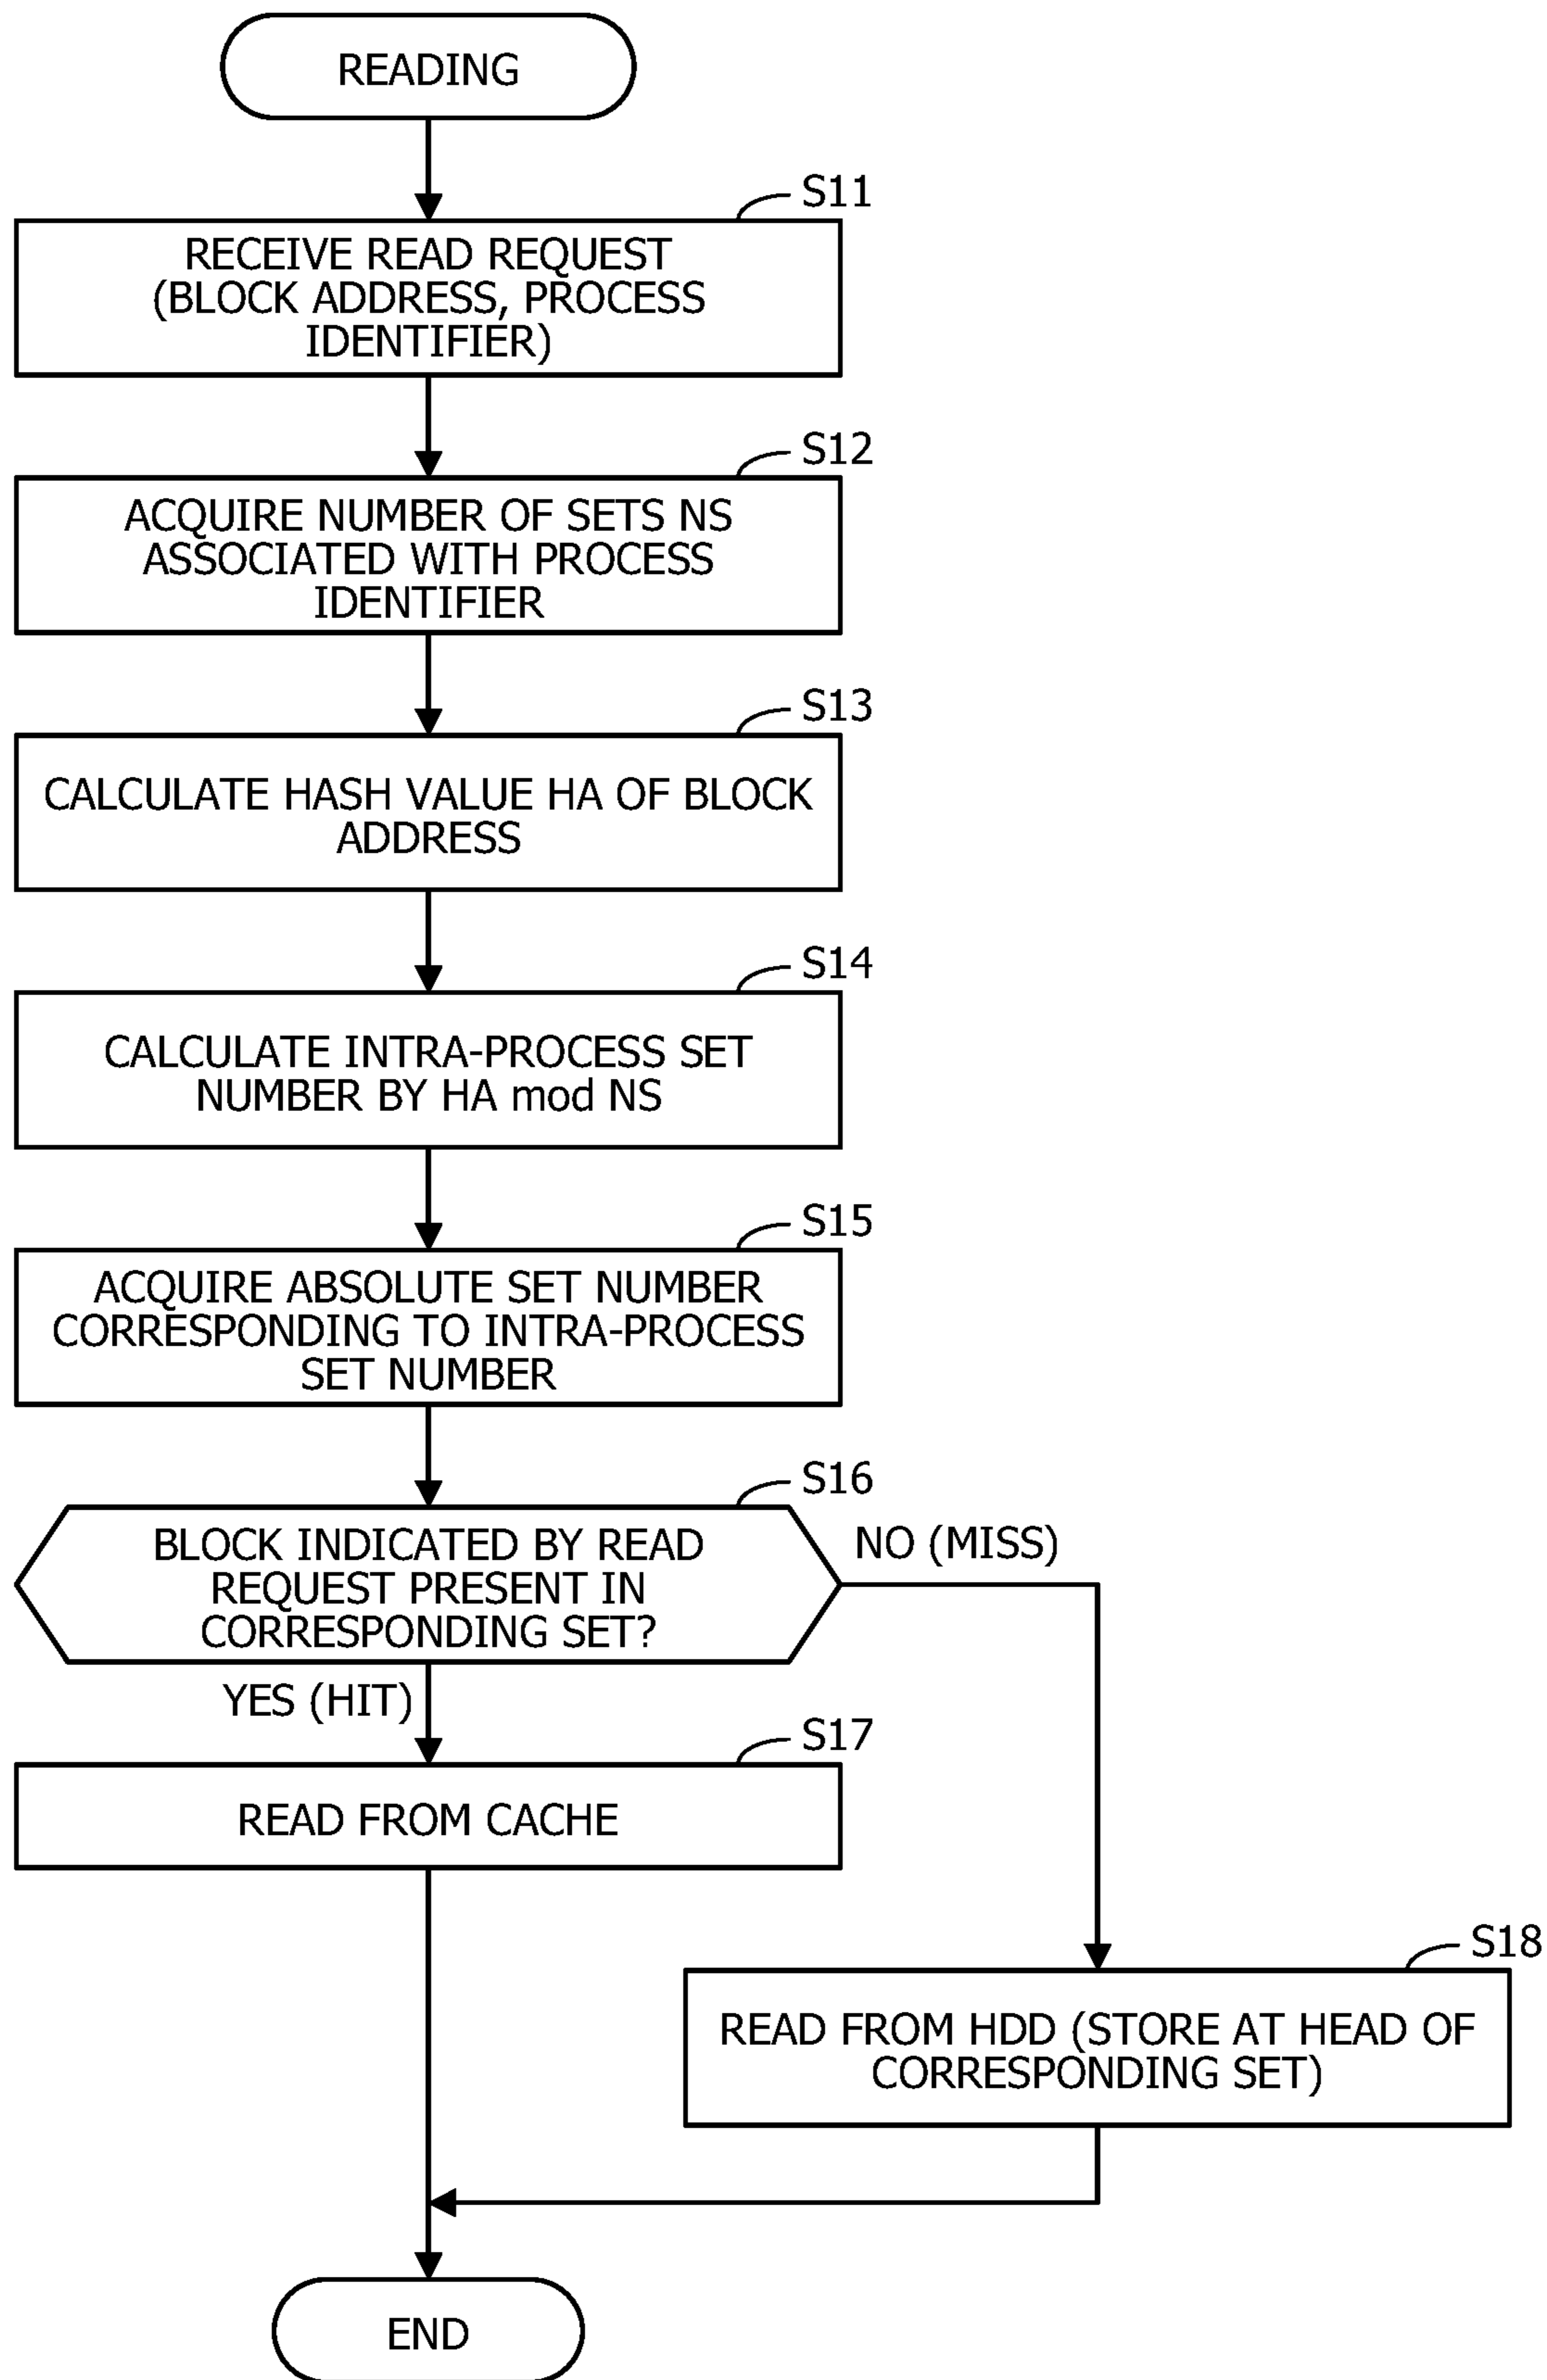 READING
S11
RECEIVE READ REQUEST
(BLOCK ADDRESS, PROCESS
IDENTIFIER)
S12
ACQUIRE NUMBER OF SETS NS
ASSOCIATED WITH PROCESS
IDENTIFIER
S13
CALCULATE HASH VALUE HA OF BLOCK
ADDRESS
S14
CALCULATE INTRA-PROCESS SET
NUMBER BY HA mod NS
S15
ACQUIRE ABSOLUTE SET NUMBER
CORRESPONDING TO INTRA-PROCESS
SET NUMBER
S16
BLOCK INDICATED BY READ
REQUEST PRESENT IN
CORRESPONDING SET?
NO (MISS)
YES (HIT)
S17
READ FROM CACHE
S18
READ FROM HDD (STORE AT HEAD OF
CORRESPONDING SET)
END